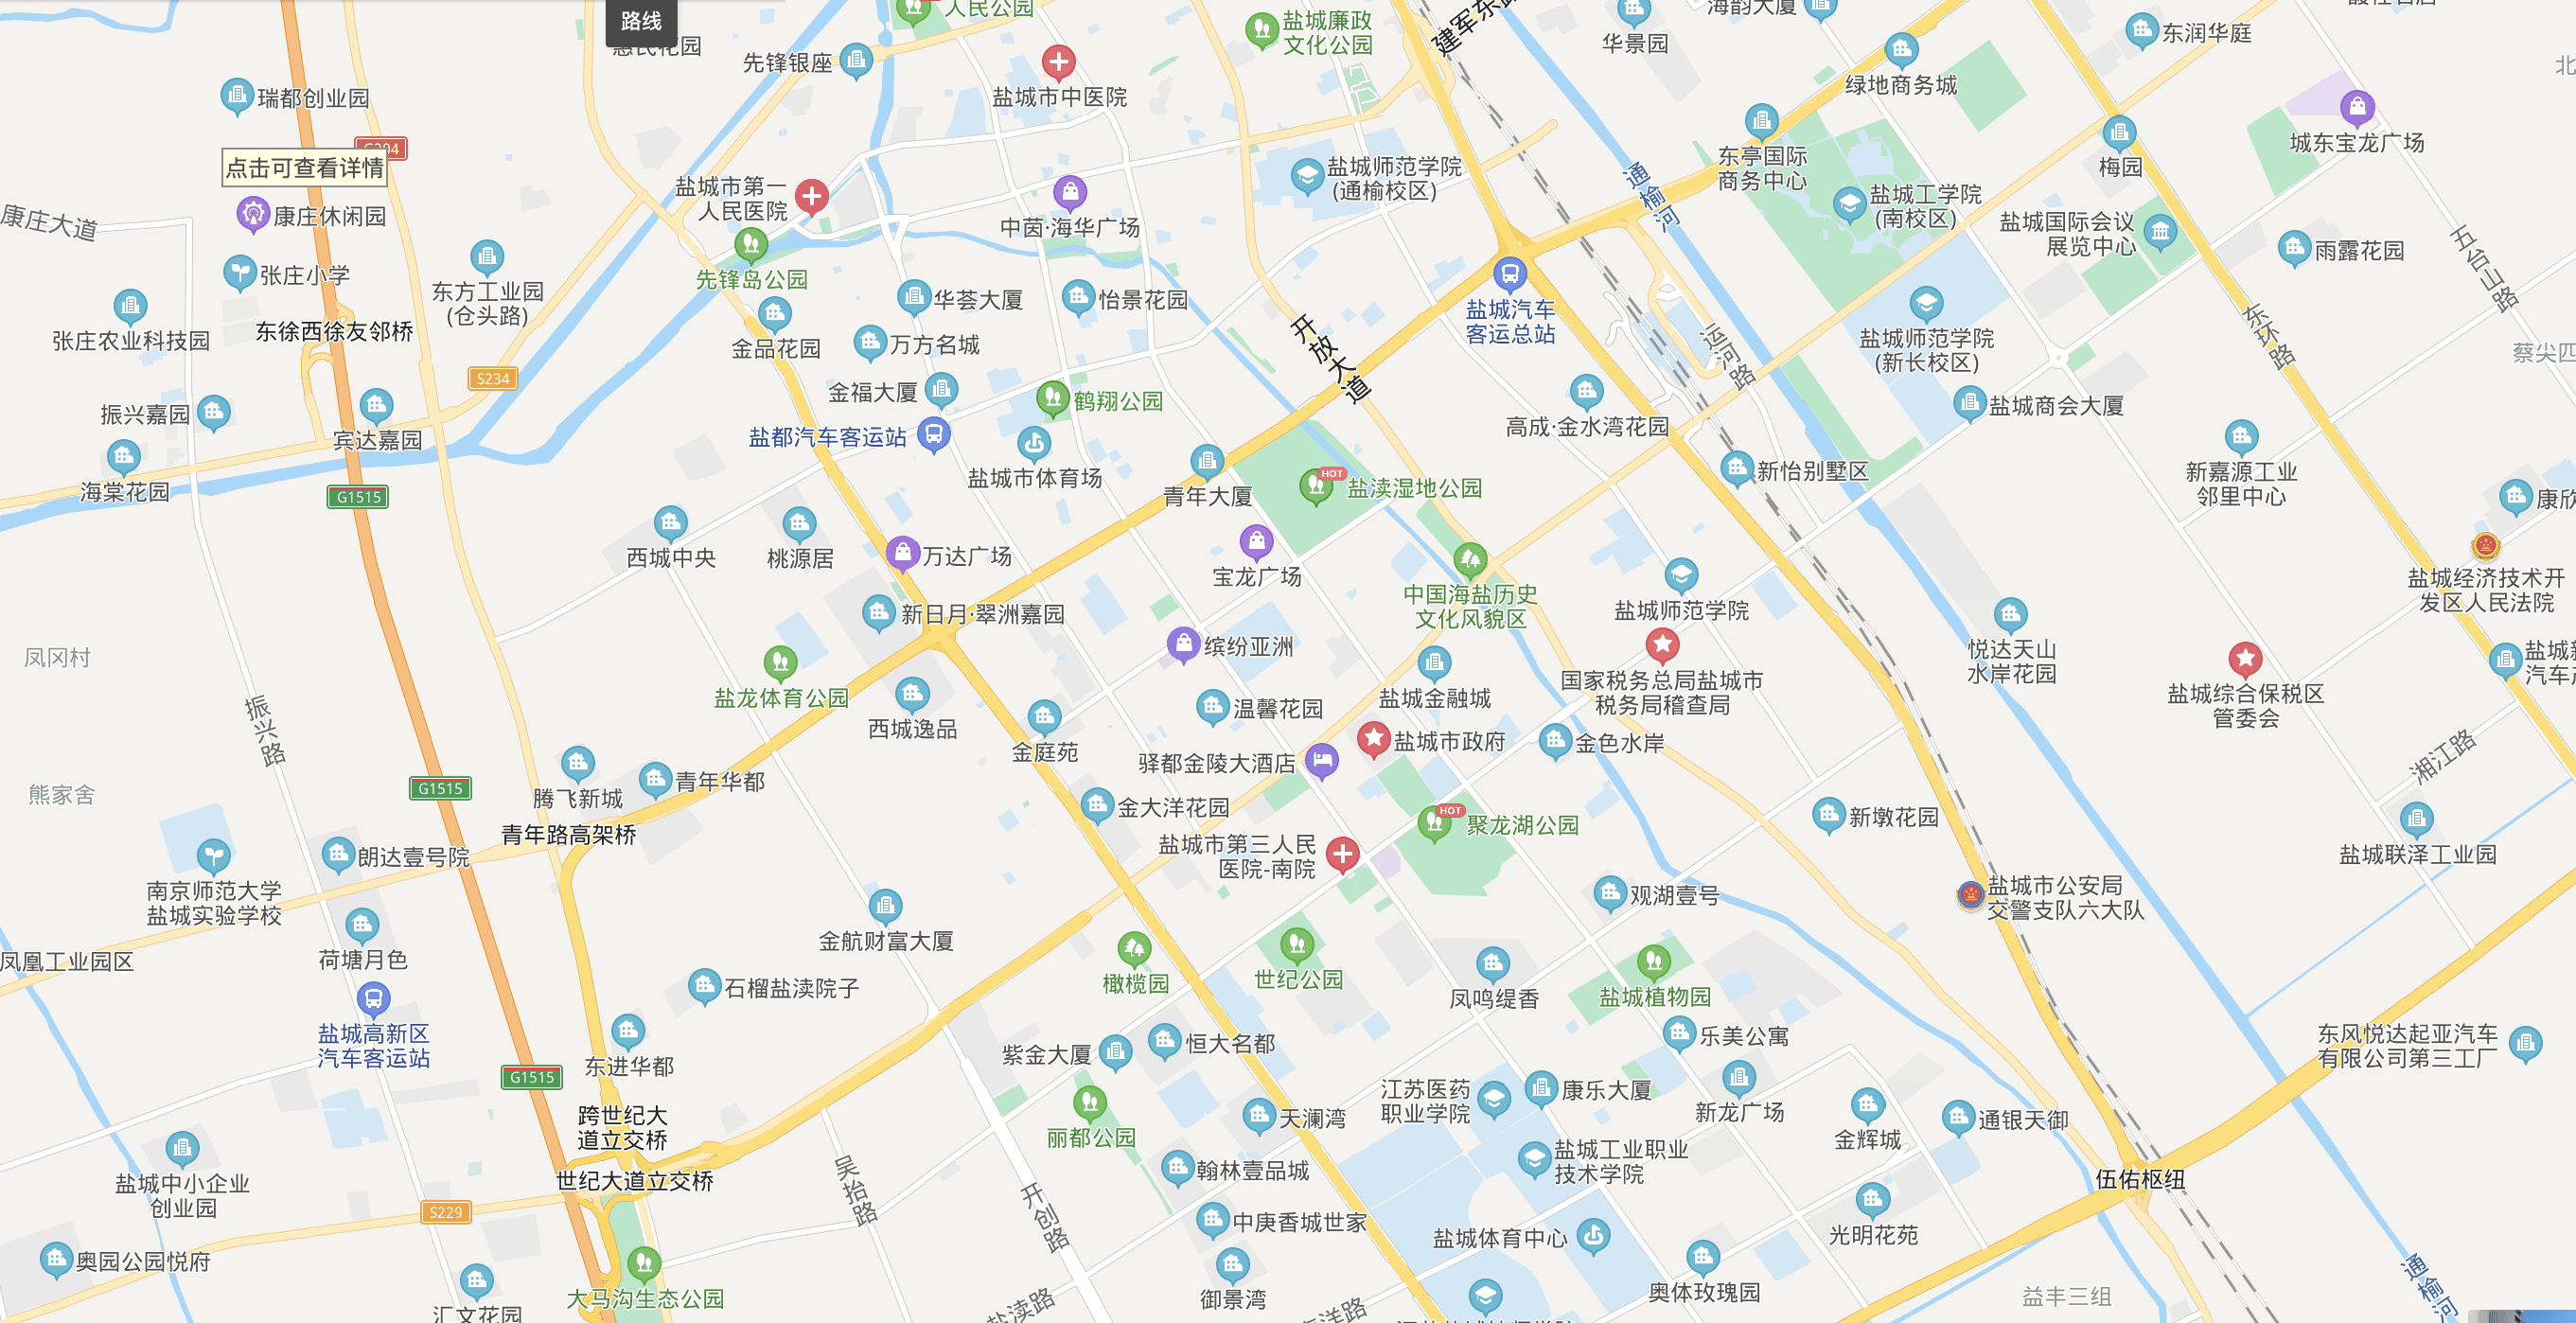 路线
人民公园
惠民花园
先锋银座
盐城廉政
文化公园
建军东路
华景园
海韵大厦
东润华庭
绿地商务城
瑞都创业园
盐城市中医院
城东宝龙广场
梅园
G204
点击可查看详情
东亭国际
商务中心
盐城师范学院
(通榆校区)
通榆河
盐城市第一
人民医院
盐城工学院
(南校区)
康庄大道
康庄休闲园
中茵·海华广场
盐城国际会议
展览中心
雨露花园
五台山路
张庄小学
先锋岛公园
东方工业园
(仓头路)
华荟大厦
怡景花园
盐城汽车
客运总站
张庄农业科技园
东徐西徐友邻桥
金品花园
万方名城
开放大道
运河路
盐城师范学院
(新长校区)
东环路
S234
金福大厦
鹤翔公园
振兴嘉园
宾达嘉园
盐都汽车客运站
高成·金水湾花园
盐城商会大厦
海棠花园
盐城市体育场
青年大厦
HOT
盐渎湿地公园
新怡别墅区
新嘉源工业
邻里中心
G1515
西城中央
桃源居
万达广场
宝龙广场
中国海盐历史
文化风貌区
盐城师范学院
盐城经济技术开
发区人民法院
新日月·翠洲嘉园
凤冈村
缤纷亚洲
悦达天山
水岸花园
盐龙体育公园
西城逸品
温馨花园
盐城金融城
国家税务总局盐城市
税务局稽查局
盐城综合保税区
管委会
振兴路
金庭苑
驿都金陵大酒店
盐城市政府
金色水岸
湘江路
熊家舍
G1515
腾飞新城
青年华都
金大洋花园
HOT
聚龙湖公园
新墩花园
青年路高架桥
盐城市第三人民
医院-南院
朗达壹号院
盐城联泽工业园
南京师范大学
盐城实验学校
观湖壹号
盐城市公安局
交警支队六大队
金航财富大厦
凤凰工业园区
荷塘月色
橄榄园
世纪公园
石榴盐渎院子
凤鸣缇香
盐城植物园
盐城高新区
汽车客运站
东进华都
紫金大厦
恒大名都
乐美公寓
东风悦达起亚汽车
有限公司第三工厂
G1515
跨世纪大
道立交桥
丽都公园
天澜湾
江苏医药
职业学院
康乐大厦
新龙广场
金辉城
通银天御
世纪大道立交桥
翰林壹品城
盐城工业职业
技术学院
伍佑枢纽
盐城中小企业
创业园
S229
吴抬路
开创路
中庚香城世家
盐城体育中心
光明花苑
奥园公园悦府
大马沟生态公园
汇文花园
御景湾
奥体玫瑰园
盐渎路
益丰三组
通榆河